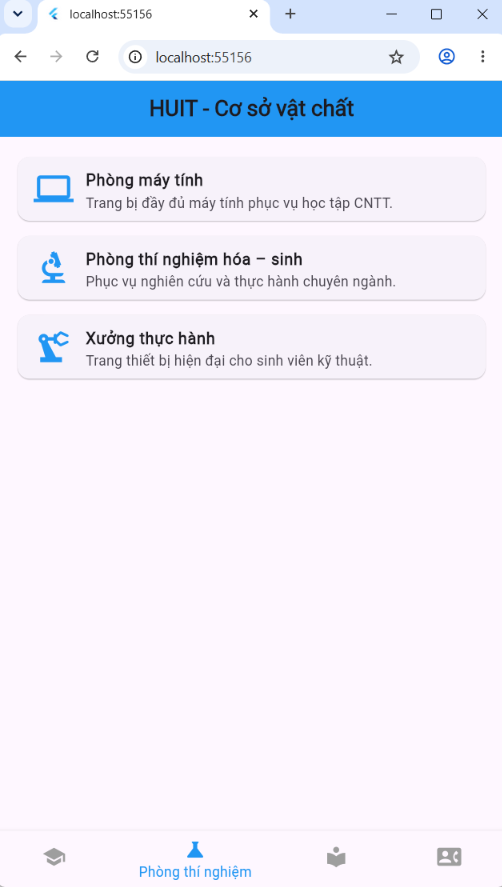 localhost:55156
localhost:55156
HUIT - Cơ sở vật chất
Phòng máy tính
Trang bị đầy đủ máy tính phục vụ học tập CNTT.
Phòng thí nghiệm hóa – sinh
Phục vụ nghiên cứu và thực hành chuyên ngành.
Xưởng thực hành
Trang thiết bị hiện đại cho sinh viên kỹ thuật.
Phòng thí nghiệm